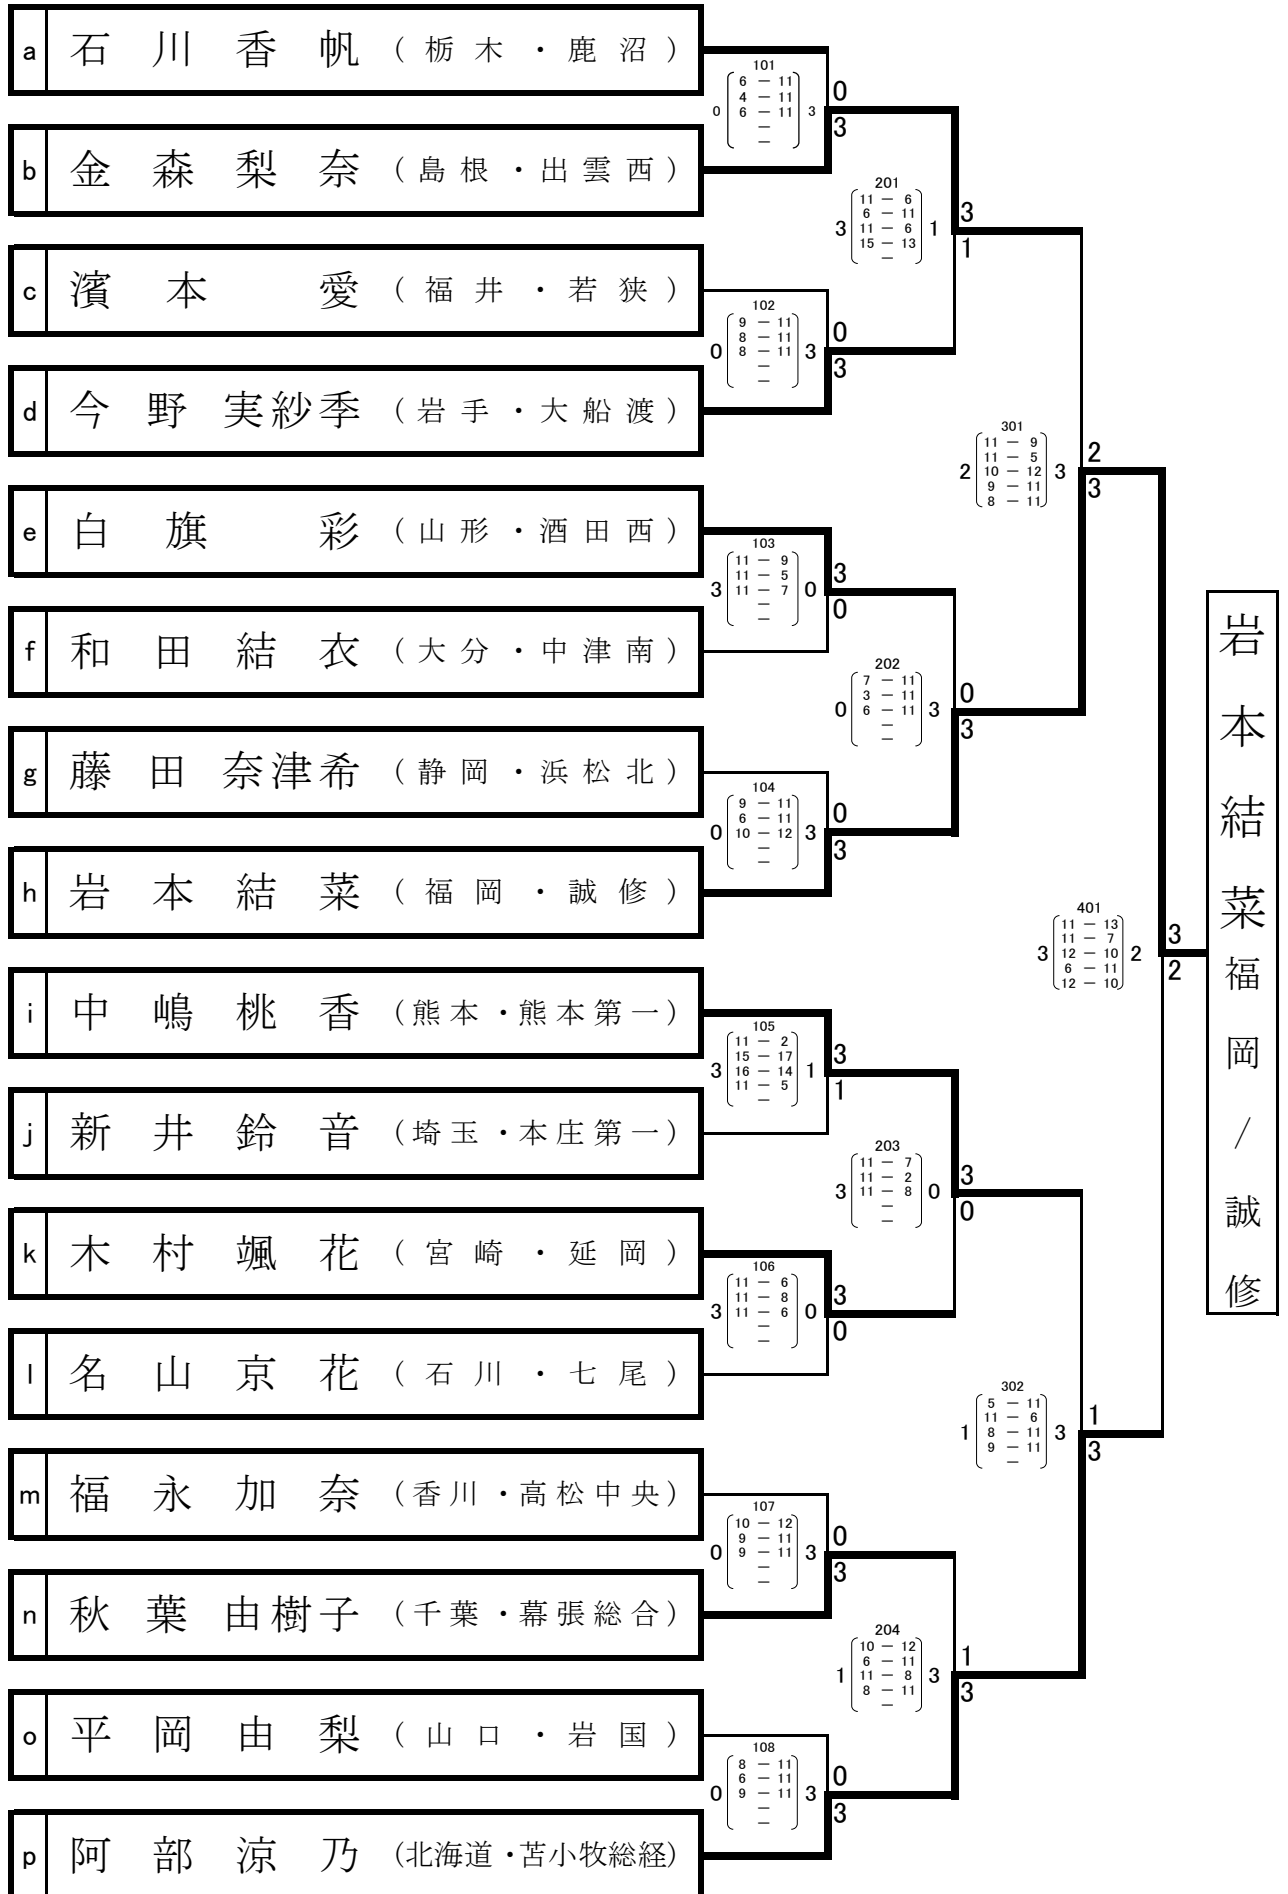 a 石川香帆 (栃木・鹿沼)
b 金森梨奈 (島根・出雲西)
c 濱本愛 (福井・若狭)
d 今野実紗季 (岩手・大船渡)
e 白旗彩 (山形・酒田西)
f 和田結衣 (大分・中津南)
g 藤田奈津希 (静岡・浜松北)
h 岩本結菜 (福岡・誠修)
i 中嶋桃香 (熊本・熊本第一)
j 新井鈴音 (埼玉・本庄第一)
k 木村颯花 (宮崎・延岡)
l 名山京花 (石川・七尾)
m 福永加奈 (香川・高松中央)
n 秋葉由樹子 (千葉・幕張総合)
o 平岡由梨 (山口・岩国)
p 阿部涼乃 (北海道・苫小牧総経)
101
6 － 11
4 － 11
6 － 11
－
－
0 3
0
3
102
9 － 11
8 － 11
8 － 11
－
－
0 3
0
3
103
11 － 9
11 － 5
11 － 7
－
－
3 0
3
0
104
9 － 11
6 － 11
10 － 12
－
－
0 3
0
3
105
11 － 2
15 － 17
16 － 14
11 － 5
－
3 1
3
1
106
11 － 6
11 － 8
11 － 6
－
－
3 0
3
0
107
10 － 12
9 － 11
9 － 11
－
－
0 3
0
3
108
8 － 11
6 － 11
9 － 11
－
－
0 3
0
3
201
11 － 6
6 － 11
11 － 6
15 － 13
－
3 1
3
1
202
7 － 11
3 － 11
6 － 11
－
－
0 3
0
3
203
11 － 7
11 － 2
11 － 8
－
－
3 0
3
0
204
10 － 12
6 － 11
11 － 8
8 － 11
－
1 3
1
3
301
11 － 9
11 － 5
10 － 12
9 － 11
8 － 11
2 3
2
3
302
5 － 11
11 － 6
8 － 11
9 － 11
－
1 3
1
3
401
11 － 13
11 － 7
12 － 10
6 － 11
12 － 10
3 2
3
2
岩本結菜福岡/誠修